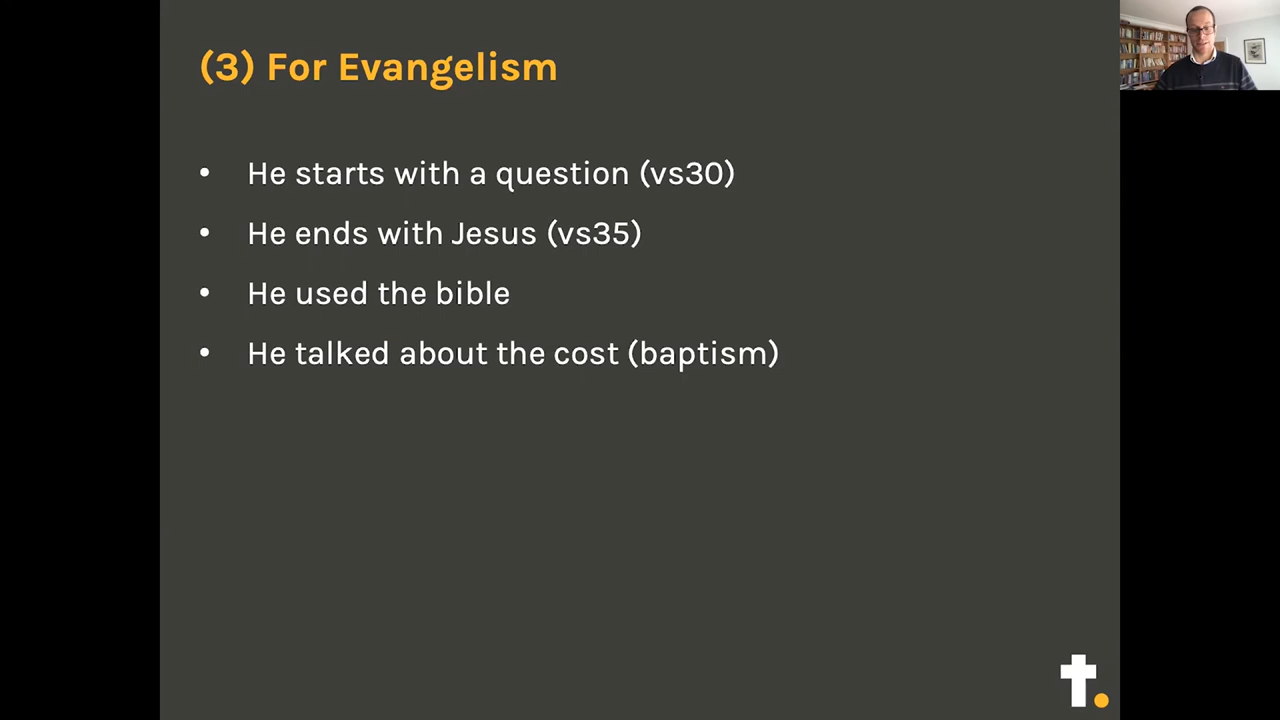 (3) For Evangelism
• He starts with a question (vs30)
• He ends with Jesus (vs35)
• He used the bible
• He talked about the cost (baptism)
t.